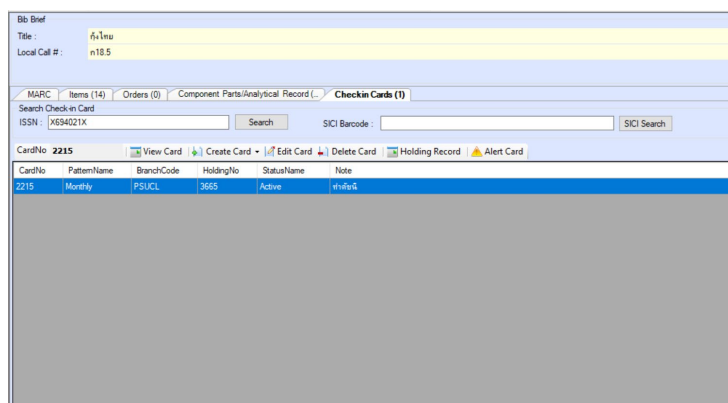 Bib Brief
Title : กุ้งไทย
Local Call # : ก18.5
MARC Items (14) Orders (0) Component Parts/Analytical Record (.. Checkin Cards (1)
Search Check-in Card
ISSN : X694021X Search SICI Barcode : SICI Search
CardNo 2215 View Card Create Card Edit Card Delete Card Holding Record Alert Card
CardNo PatternName BranchCode HoldingNo StatusName Note
2215 Monthly PSUCL 3665 Active ทำดัชนี